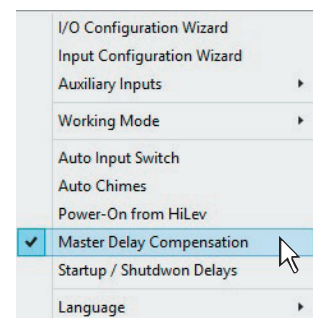 I/O Configuration Wizard
Input Configuration Wizard
Auxiliary Inputs
Working Mode
Auto Input Switch
Auto Chimes
Power-On from HiLev
Master Delay Compensation
Startup / Shutdwon Delays
Language